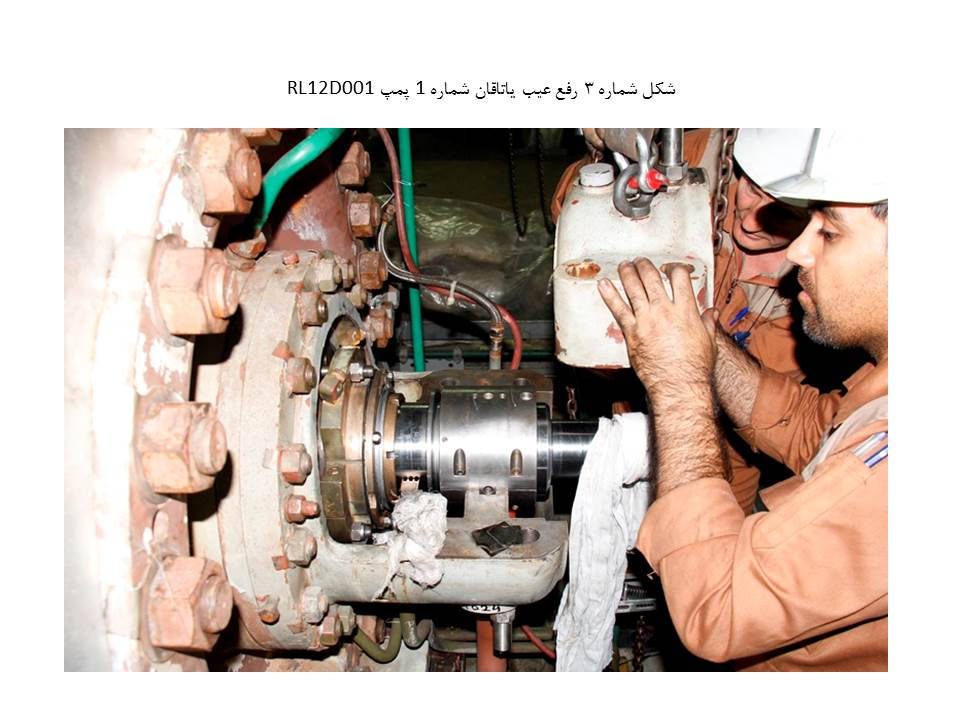 شکل شماره ۳ رفع عیب یاتاقان شماره 1 پمپ RL12D001